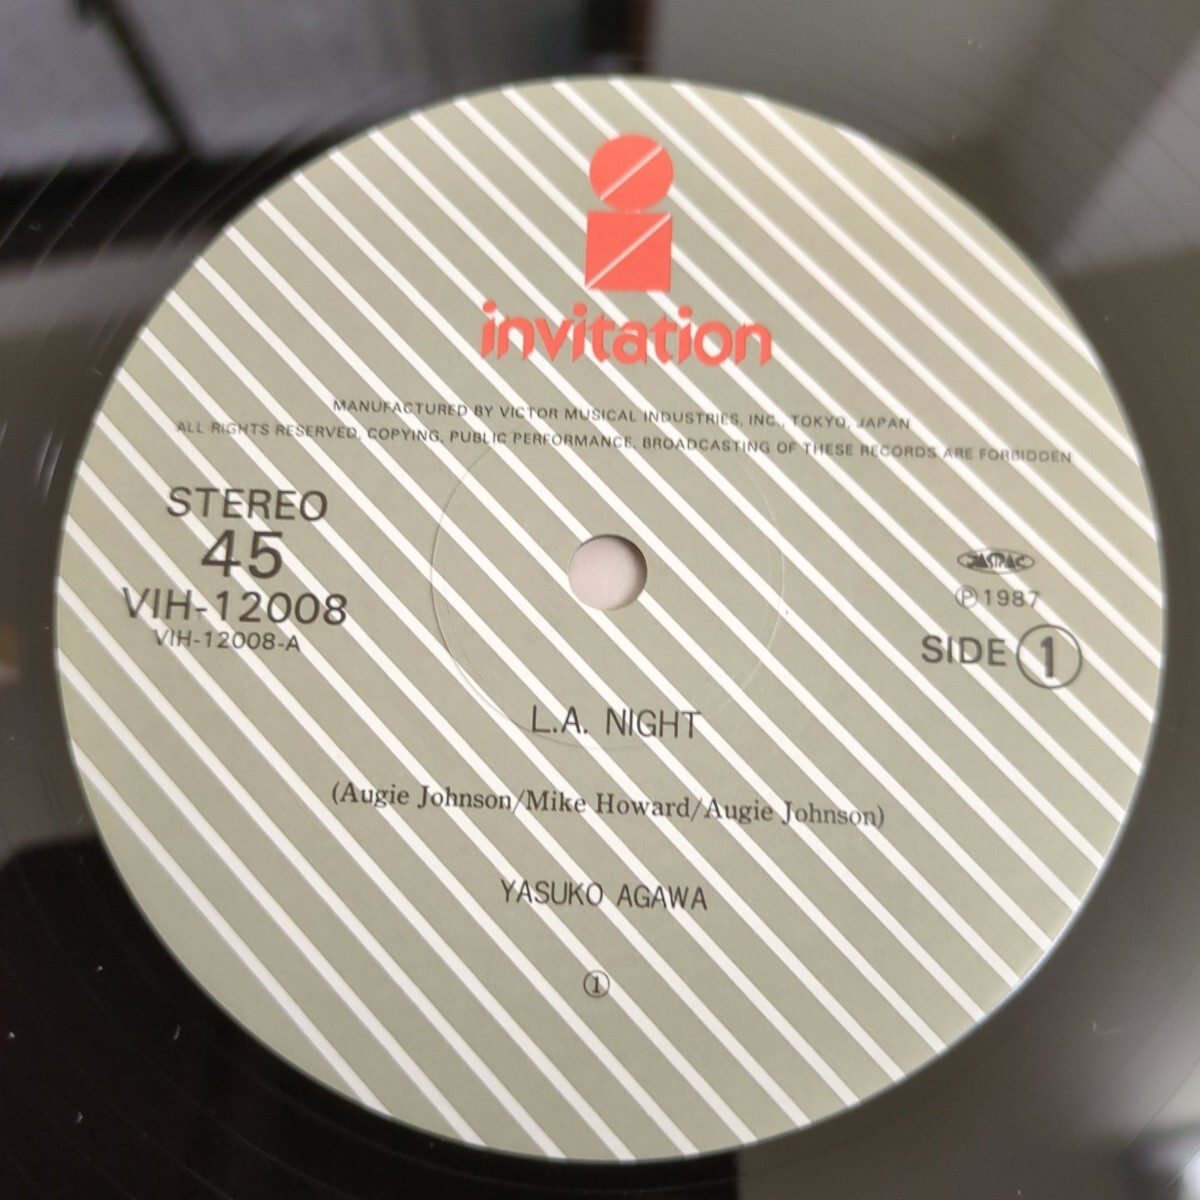 invitation
MANUFACTURED BY VICTOR MUSICAL INDUSTRIES, INC., TOKYO, JAPAN
ALL RIGHTS RESERVED, COPYING, PUBLIC PERFORMANCE, BROADCASTING OF THESE RECORDS ARE FORBIDDEN
STEREO
45
VIH-12008
VIH-12008-A
JASRAC
Ⓟ1987
SIDE ①
L.A. NIGHT
(Augie Johnson/Mike Howard/Augie Johnson)
YASUKO AGAWA
①